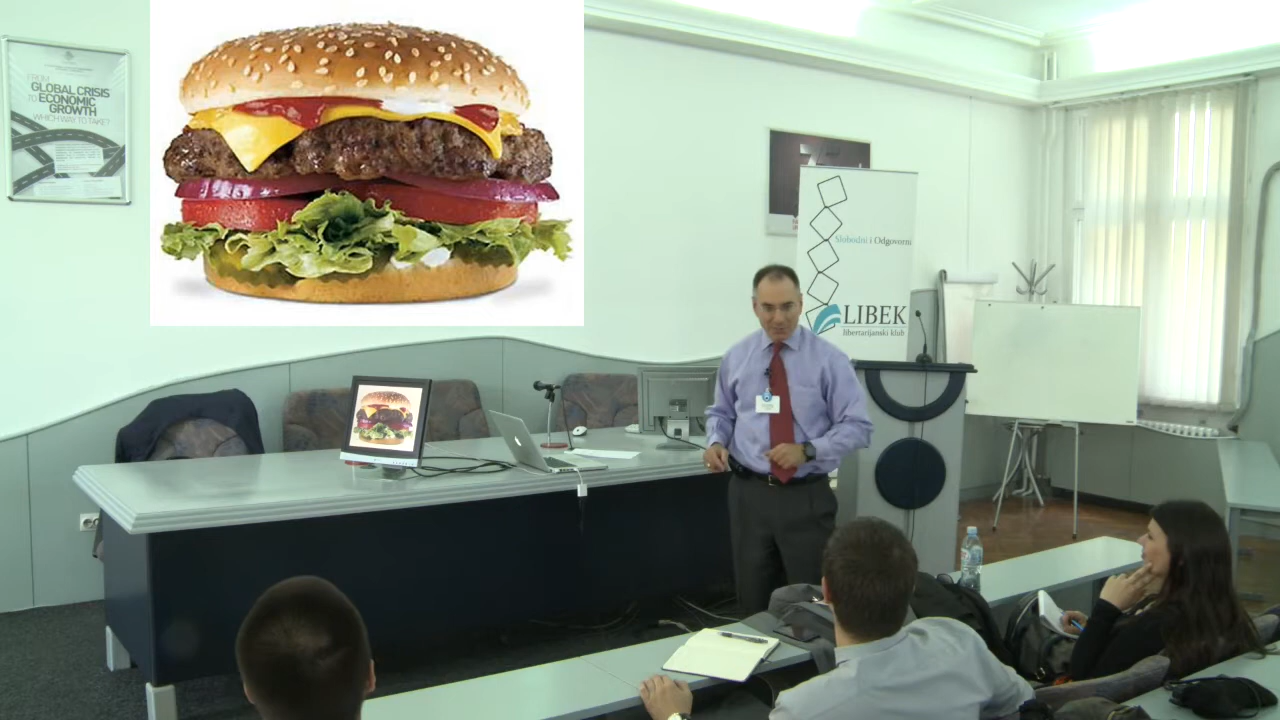 FROM
GLOBAL CRISIS
TO ECONOMIC
GROWTH
WHICH WAY TO TAKE?
Slobodni i Odgovorni
LIBEK
libertarijanski klub